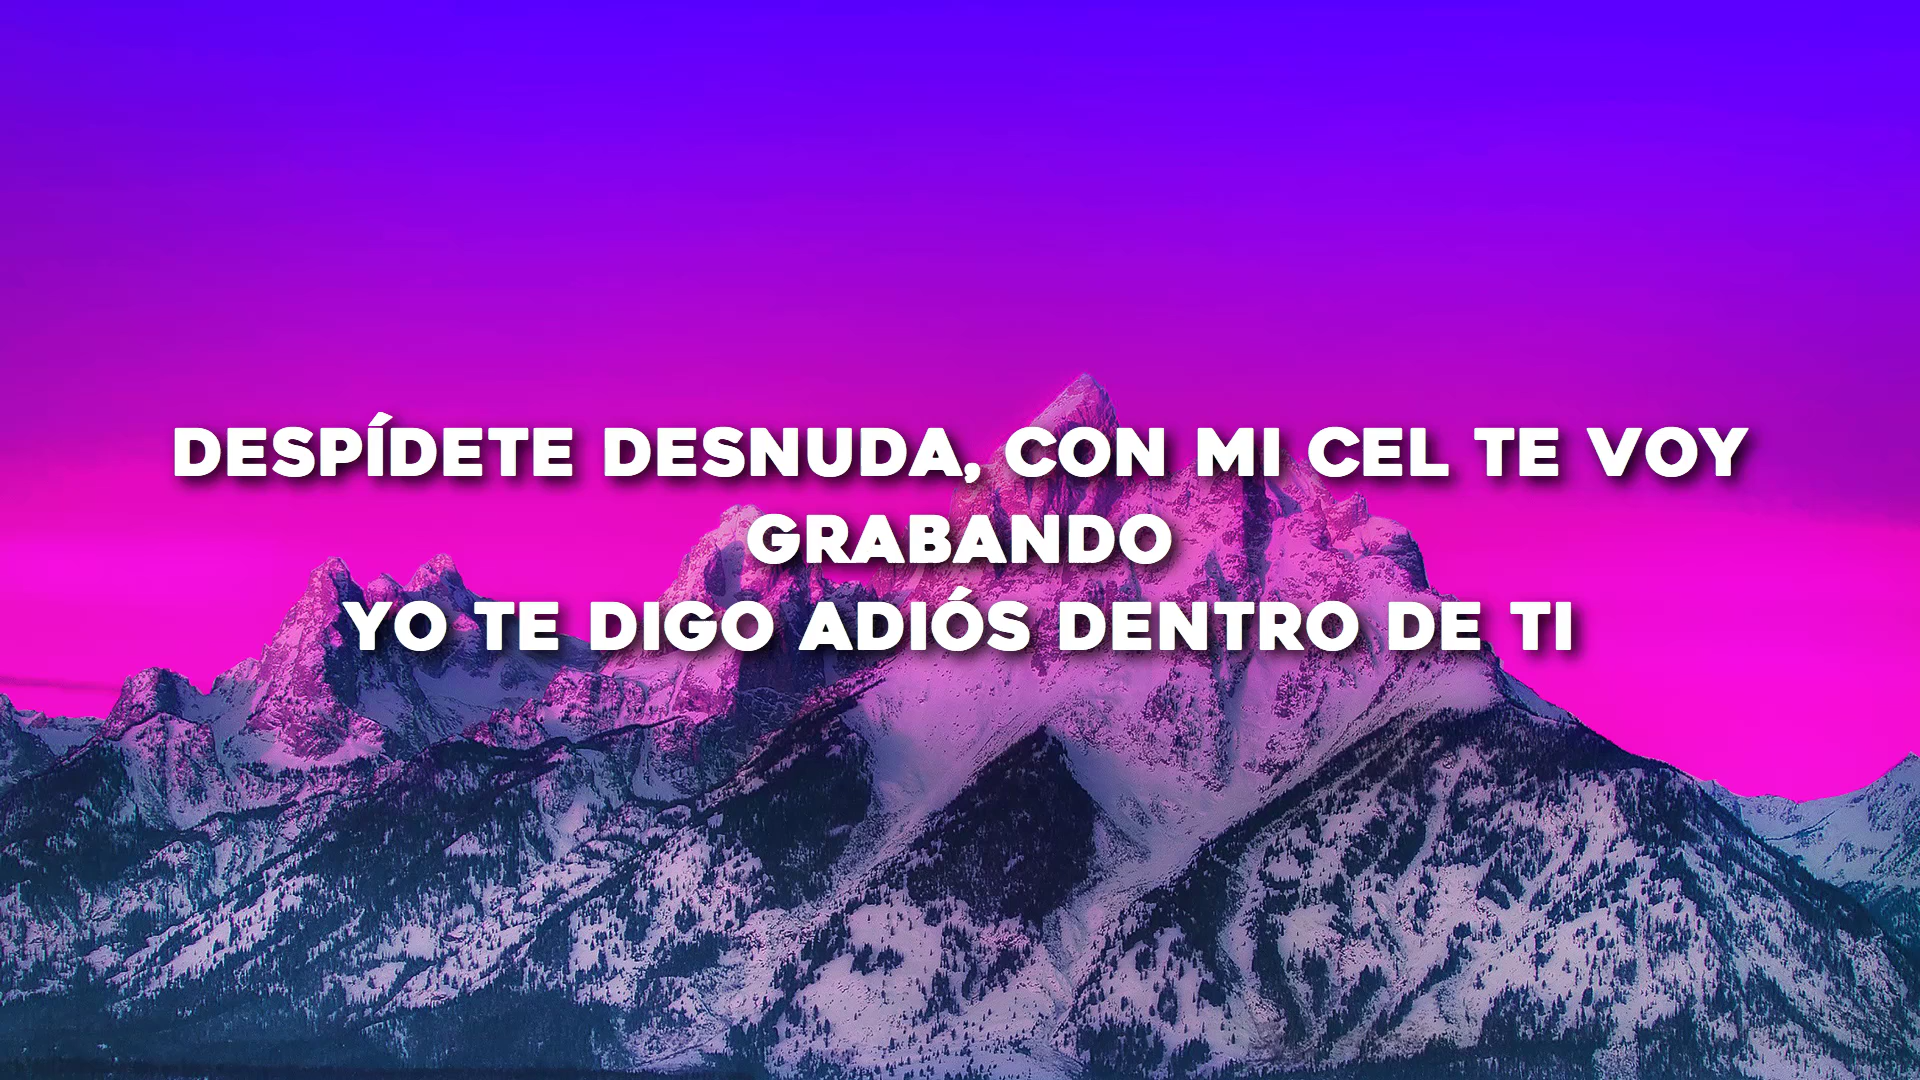 DESPÍDETE DESNUDA, CON MI CEL TE VOY
GRABANDO
YO TE DIGO ADIÓS DENTRO DE TI